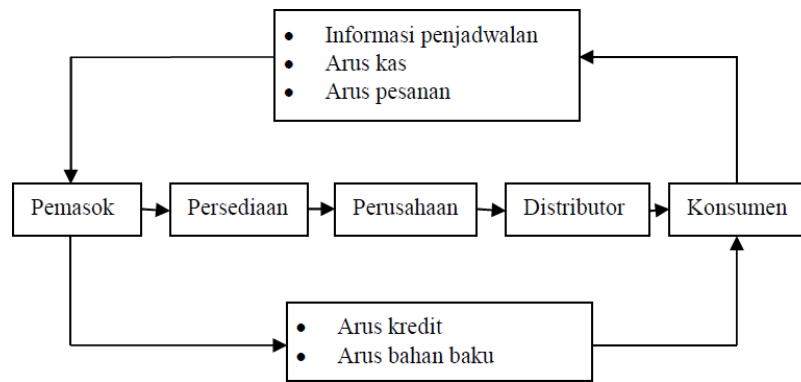 • Informasi penjadwalan
• Arus kas
• Arus pesanan
Pemasok
Persediaan
Perusahaan
Distributor
Konsumen
• Arus kredit
• Arus bahan baku